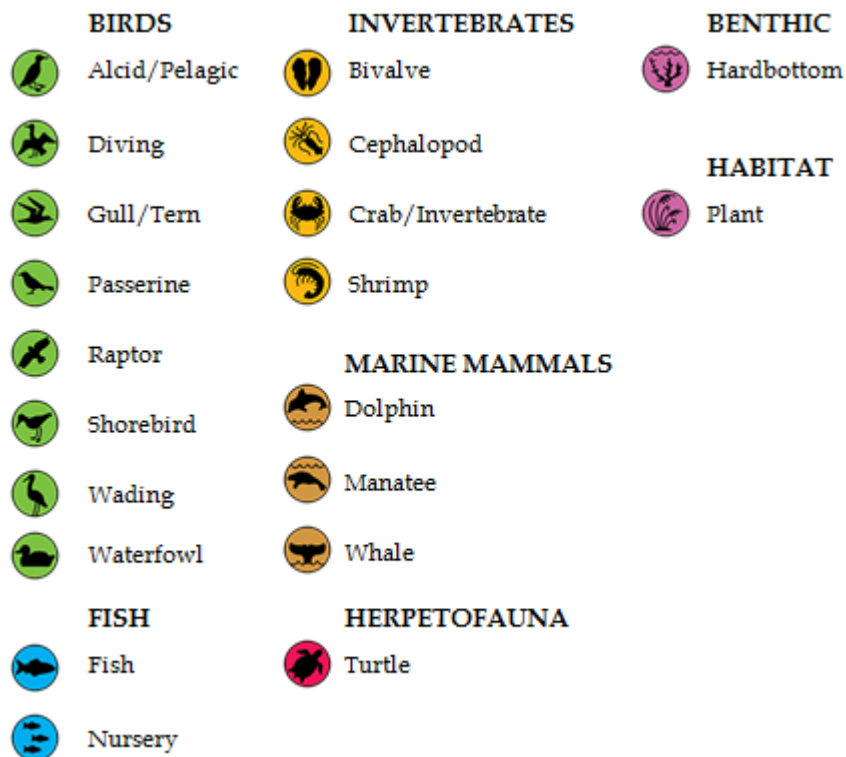 BIRDS
Alcid/Pelagic
Diving
Gull/Tern
Passerine
Raptor
Shorebird
Wading
Waterfowl
FISH
Fish
Nursery
INVERTEBRATES
Bivalve
Cephalopod
Crab/Invertebrate
Shrimp
MARINE MAMMALS
Dolphin
Manatee
Whale
HERPETOFAUNA
Turtle
BENTHIC
Hardbottom
HABITAT
Plant